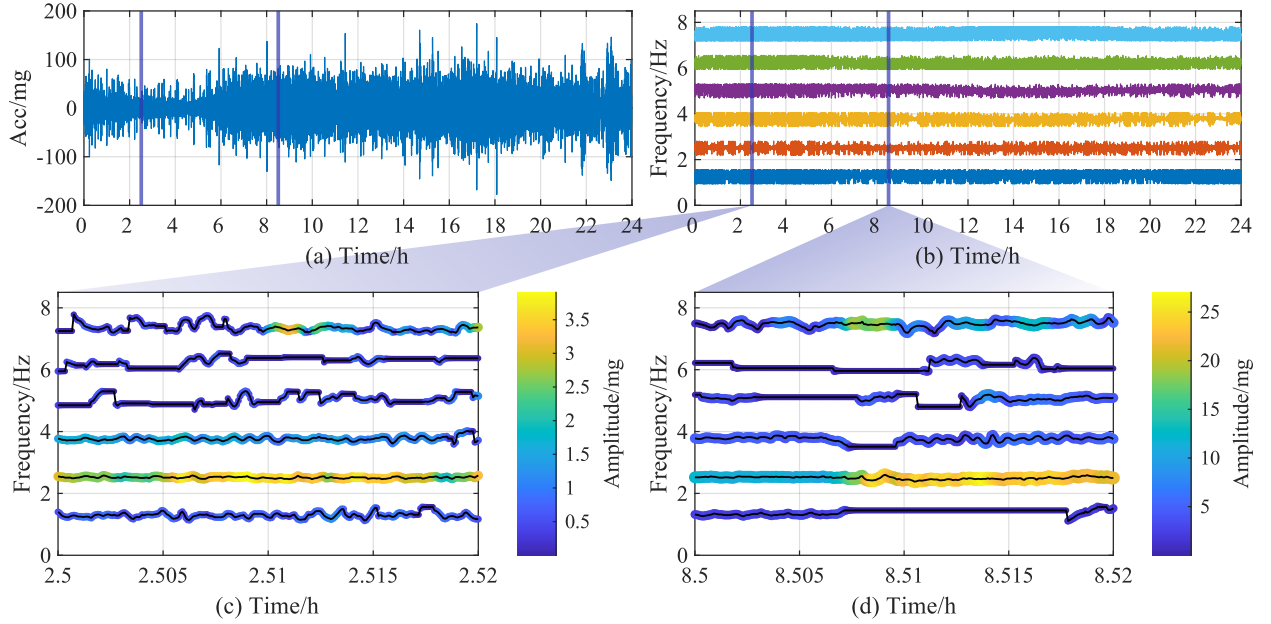 200
100
0
-100
-200
Acc/mg
0 2 4 6 8 10 12 14 16 18 20 22 24
(a) Time/h
8
6
4
2
0
Frequency/Hz
0 2 4 6 8 10 12 14 16 18 20 22 24
(b) Time/h
8
6
4
2
0
Frequency/Hz
2.5 2.505 2.51 2.515 2.52
(c) Time/h
3.5
3
2.5
2
1.5
1
0.5
Amplitude/mg
8
6
4
2
0
Frequency/Hz
8.5 8.505 8.51 8.515 8.52
(d) Time/h
25
20
15
10
5
Amplitude/mg